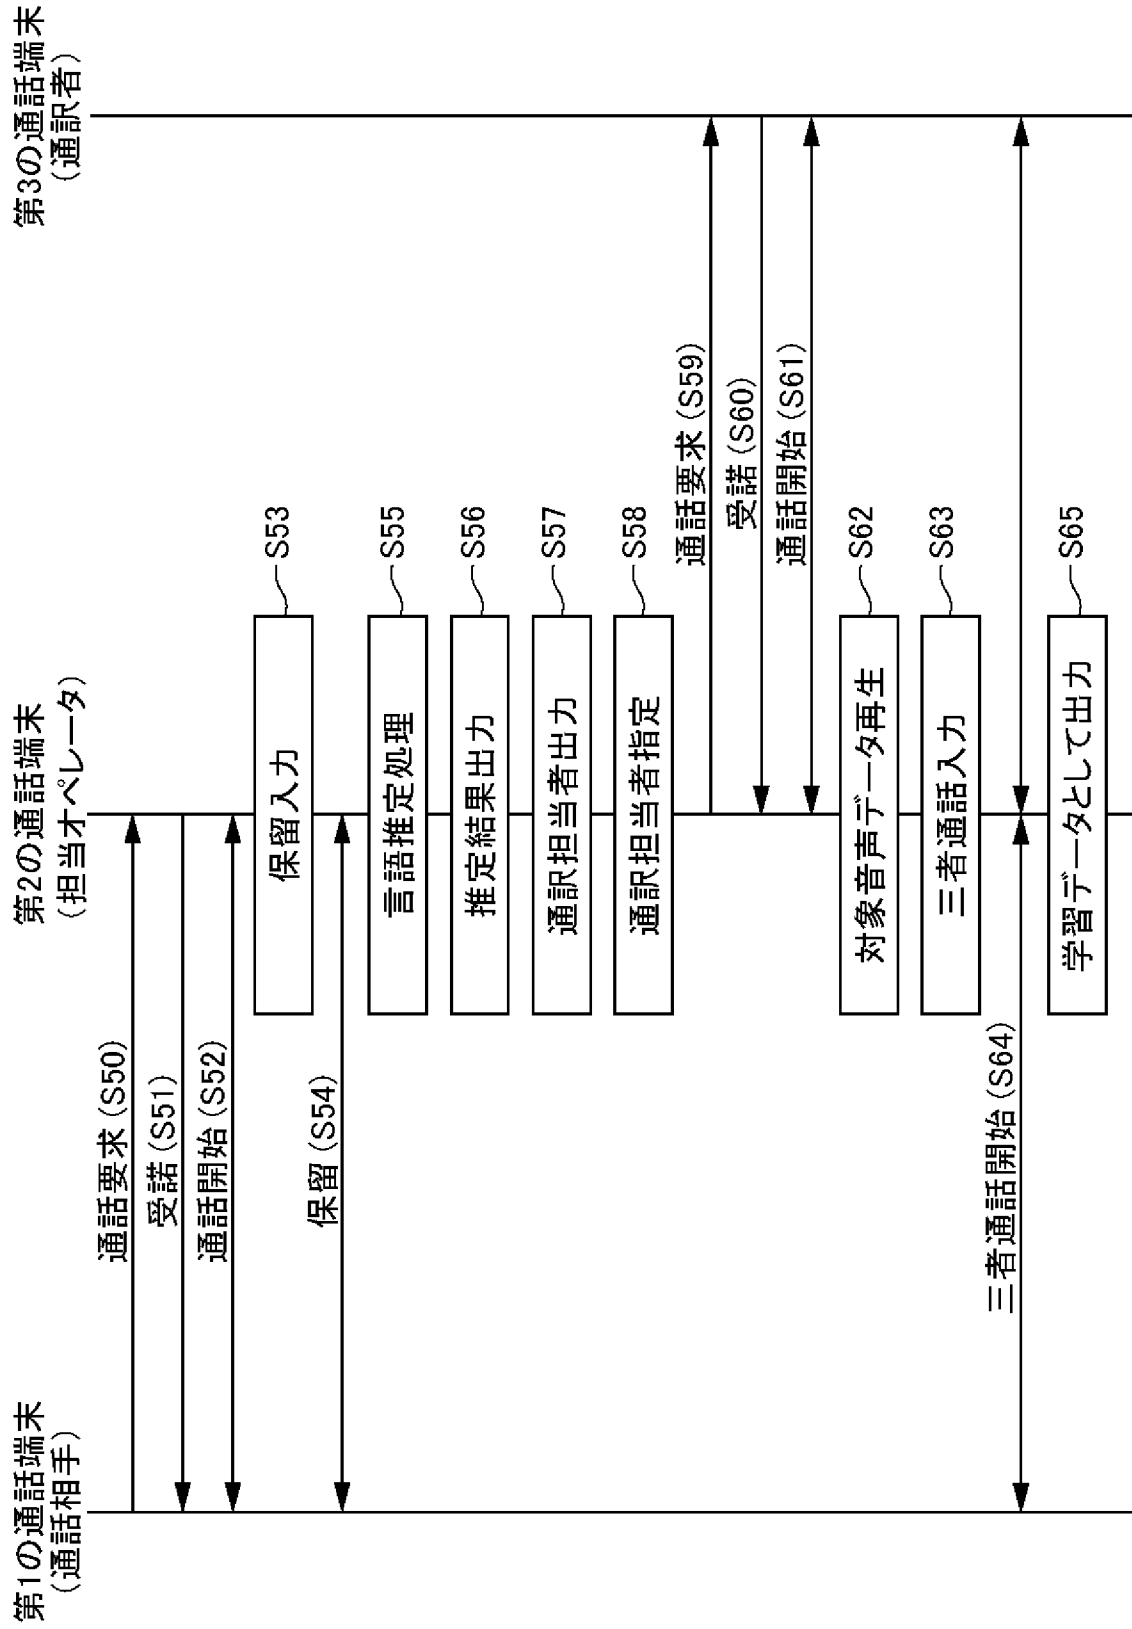 第1の通話端末
（通話相手）
第2の通話端末
（担当オペレータ）
第3の通話端末
（通訳者）
通話要求（S50）
受諾（S51）
通話開始（S52）
保留入力
S53
保留（S54）
言語推定処理
S55
推定結果出力
S56
通訳担当者出力
S57
通訳担当者指定
S58
通話要求（S59）
受諾（S60）
通話開始（S61）
対象音声データ再生
S62
三者通話入力
S63
三者通話開始（S64）
学習データとして出力
S65